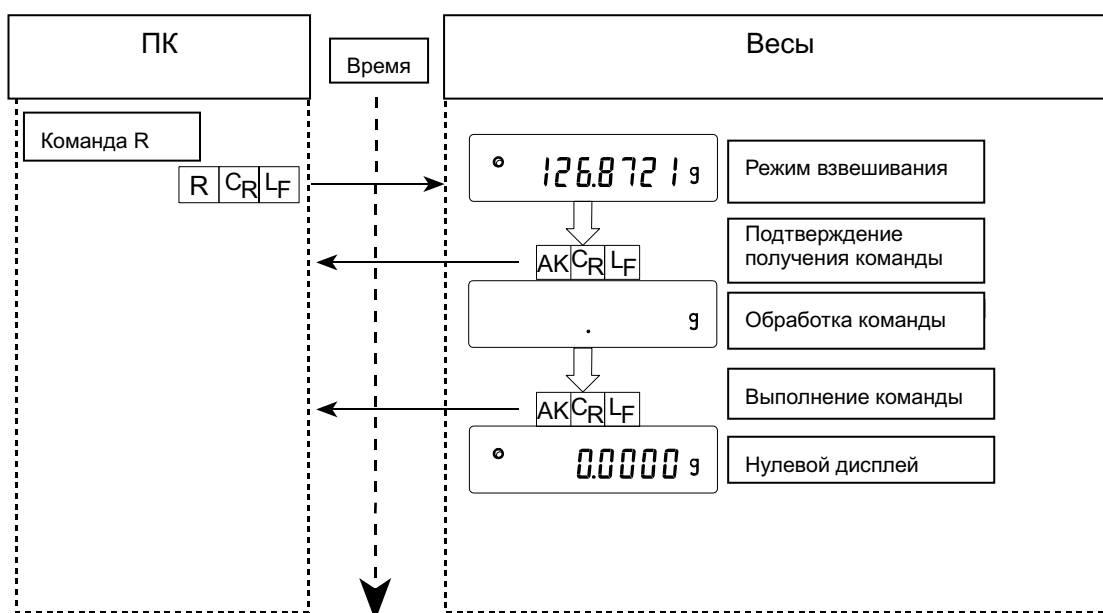 ПК
Время
Весы
Команда R
R CR LF
126.8721 g
Режим взвешивания
AK CR LF
Подтверждение
получения команды
. g
Обработка команды
AK CR LF
Выполнение команды
0.0000 g
Нулевой дисплей